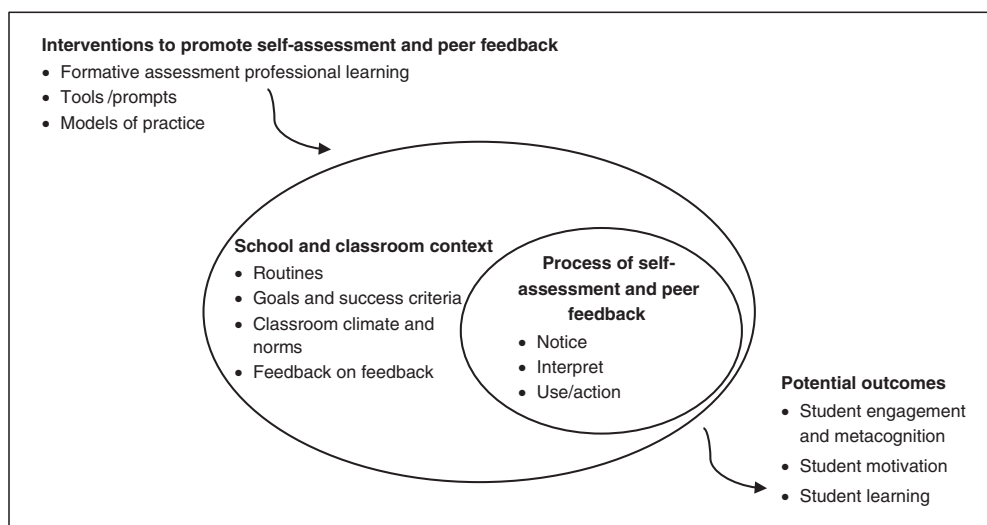 Interventions to promote self-assessment and peer feedback
• Formative assessment professional learning
• Tools /prompts
• Models of practice
School and classroom context
• Routines
• Goals and success criteria
• Classroom climate and
norms
• Feedback on feedback
Process of self-
assessment and peer
feedback
• Notice
• Interpret
• Use/action
Potential outcomes
• Student engagement
and metacognition
• Student motivation
• Student learning